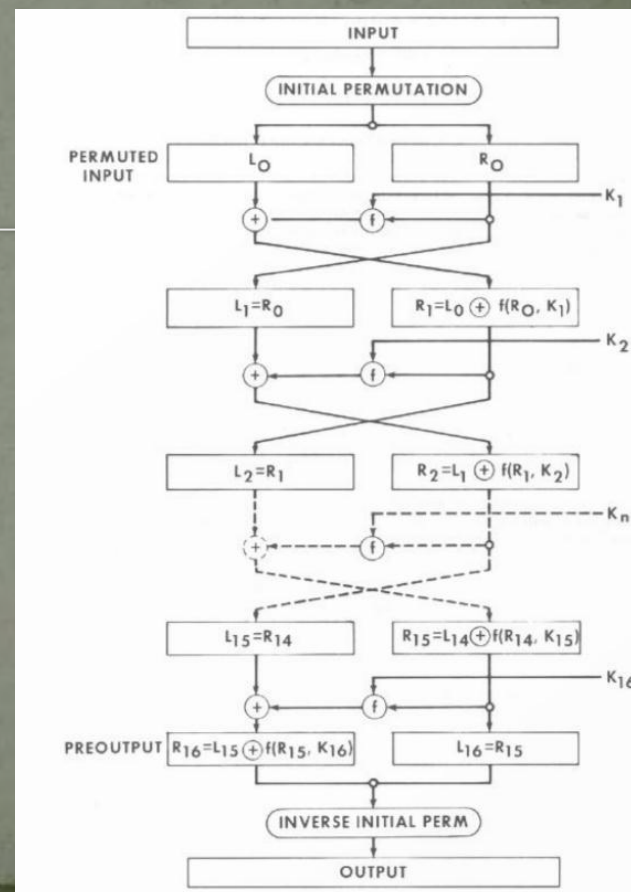 INPUT
INITIAL PERMUTATION
PERMUTED INPUT
L₀
R₀
K₁
+
f
L₁=R₀
R₁=L₀ ⊕ f(R₀, K₁)
K₂
+
f
L₂=R₁
R₂=L₁ ⊕ f(R₁, K₂)
Kₙ
+
f
L₁₅=R₁₄
R₁₅=L₁₄⊕f(R₁₄, K₁₅)
K₁₆
+
f
PREOUTPUT
R₁₆=L₁₅⊕f(R₁₅, K₁₆)
L₁₆=R₁₅
INVERSE INITIAL PERM
OUTPUT